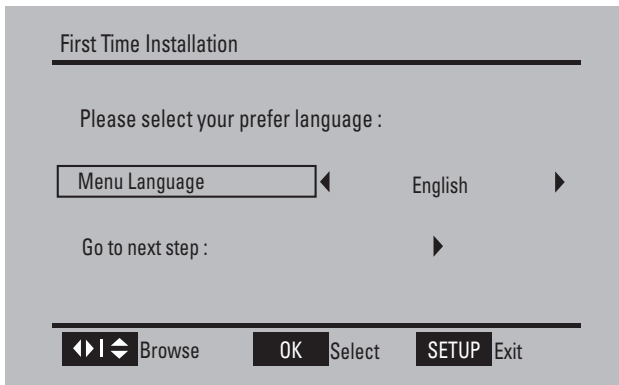 First Time Installation
Please select your prefer language :
Menu Language English
Go to next step :
Browse OK Select SETUP Exit